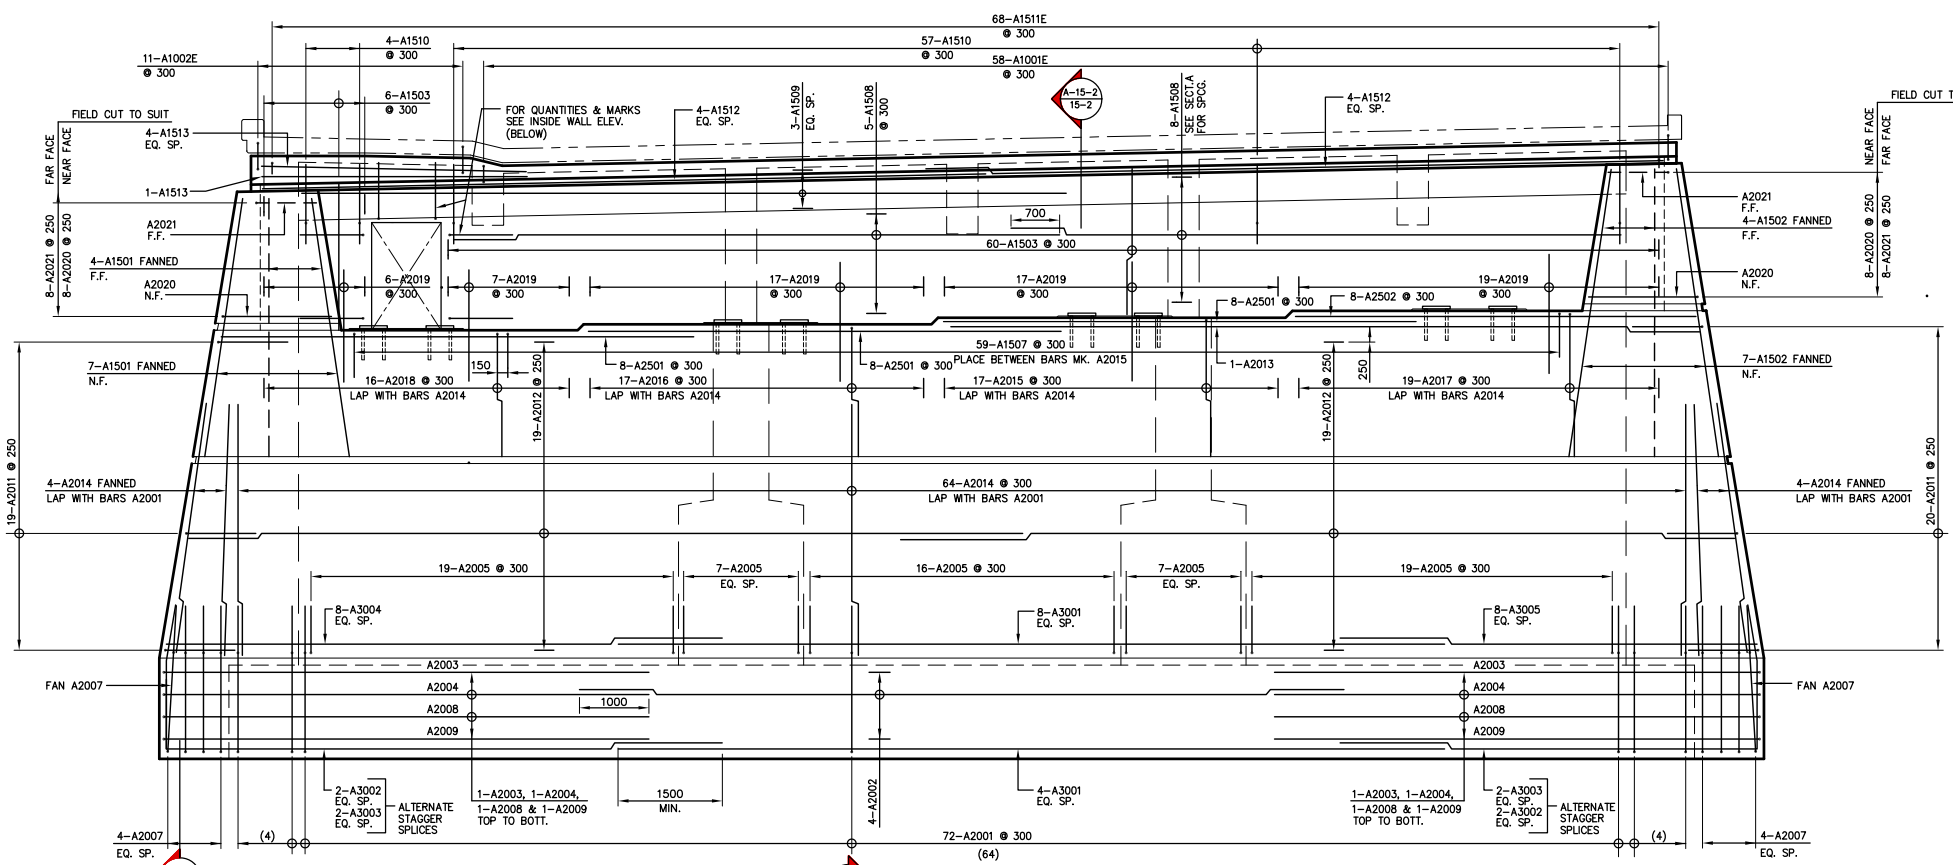 68-A1511E
@ 300
4-A1510
@ 300
57-A1510
@ 300
11-A1002E
@ 300
58-A1001E
@ 300
6-A1503
@ 300
FIELD CUT TO SUIT
FOR QUANTITIES & MARKS
SEE INSIDE WALL ELEV.
(BELOW)
4-A1512
EQ. SP.
3-A1509
EQ. SP.
5-A1508
@ 300
A-15-2
15-2
8-A1508
SEE SECT.A
FOR SPCG.
4-A1512
EQ. SP.
FIELD CUT T
4-A1513
EQ. SP.
FAR FACE
NEAR FACE
NEAR FACE
FAR FACE
1-A1513
8-A2021 @ 250
8-A2020 @ 250
A2021
F.F.
4-A1501 FANNED
F.F.
A2020
N.F.
700
60-A1503 @ 300
A2021
F.F.
4-A1502 FANNED
F.F.
A2020
N.F.
8-A2020 @ 250
8-A2021 @ 250
6-A2019
@ 300
7-A2019
@ 300
17-A2019
@ 300
17-A2019
@ 300
19-A2019
@ 300
8-A2501 @ 300
8-A2502 @ 300
59-A1507 @ 300
PLACE BETWEEN BARS MK. A2015
7-A1501 FANNED
N.F.
150
8-A2501 @ 300
8-A2501 @ 300
1-A2013
250
7-A1502 FANNED
N.F.
16-A2018 @ 300
LAP WITH BARS A2014
17-A2016 @ 300
LAP WITH BARS A2014
17-A2015 @ 300
LAP WITH BARS A2014
19-A2017 @ 300
LAP WITH BARS A2014
19-A2012 @ 250
19-A2012 @ 250
19-A2011 @ 250
20-A2011 @ 250
4-A2014 FANNED
LAP WITH BARS A2001
64-A2014 @ 300
LAP WITH BARS A2001
4-A2014 FANNED
LAP WITH BARS A2001
19-A2005 @ 300
7-A2005
EQ. SP.
16-A2005 @ 300
7-A2005
EQ. SP.
19-A2005 @ 300
8-A3004
EQ. SP.
8-A3001
EQ. SP.
8-A3005
EQ. SP.
A2003
A2003
FAN A2007
A2004
A2004
FAN A2007
1000
A2008
A2008
A2009
A2009
2-A3002
EQ. SP.
2-A3003
EQ. SP.
ALTERNATE
STAGGER
SPLICES
1-A2003, 1-A2004,
1-A2008 & 1-A2009
TOP TO BOTT.
1500
MIN.
4-A2002
4-A3001
EQ. SP.
1-A2003, 1-A2004,
1-A2008 & 1-A2009
TOP TO BOTT.
2-A3003
EQ. SP.
2-A3002
EQ. SP.
ALTERNATE
STAGGER
SPLICES
4-A2007
EQ. SP.
(4)
72-A2001 @ 300
(64)
(4)
4-A2007
EQ. SP.